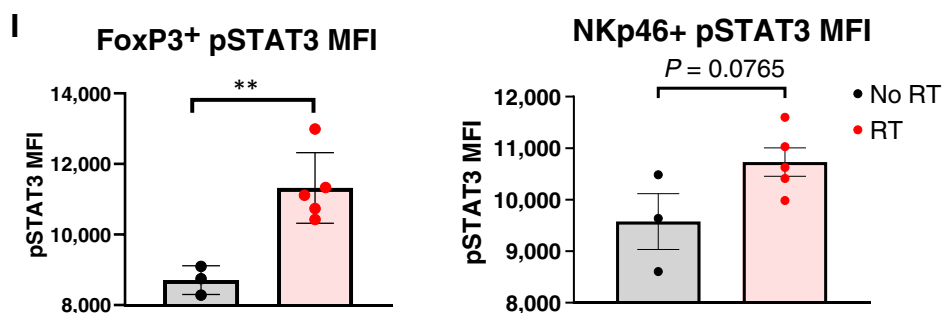 I
FoxP3⁺ pSTAT3 MFI
**
14,000
12,000
10,000
8,000
pSTAT3 MFI
NKp46+ pSTAT3 MFI
P = 0.0765
12,000
11,000
10,000
9,000
8,000
pSTAT3 MFI
No RT
RT